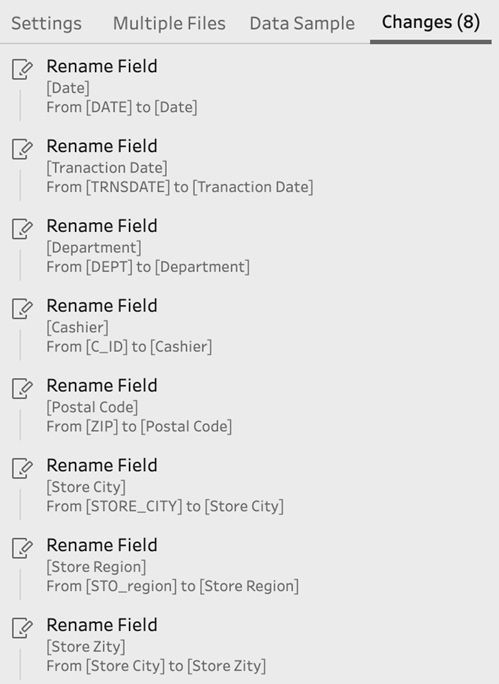 Settings Multiple Files Data Sample Changes (8)
Rename Field
[Date]
From [DATE] to [Date]
Rename Field
[Tranaction Date]
From [TRNSDATE] to [Tranaction Date]
Rename Field
[Department]
From [DEPT] to [Department]
Rename Field
[Cashier]
From [C_ID] to [Cashier]
Rename Field
[Postal Code]
From [ZIP] to [Postal Code]
Rename Field
[Store City]
From [STORE_CITY] to [Store City]
Rename Field
[Store Region]
From [STO_region] to [Store Region]
Rename Field
[Store Zity]
From [Store City] to [Store Zity]